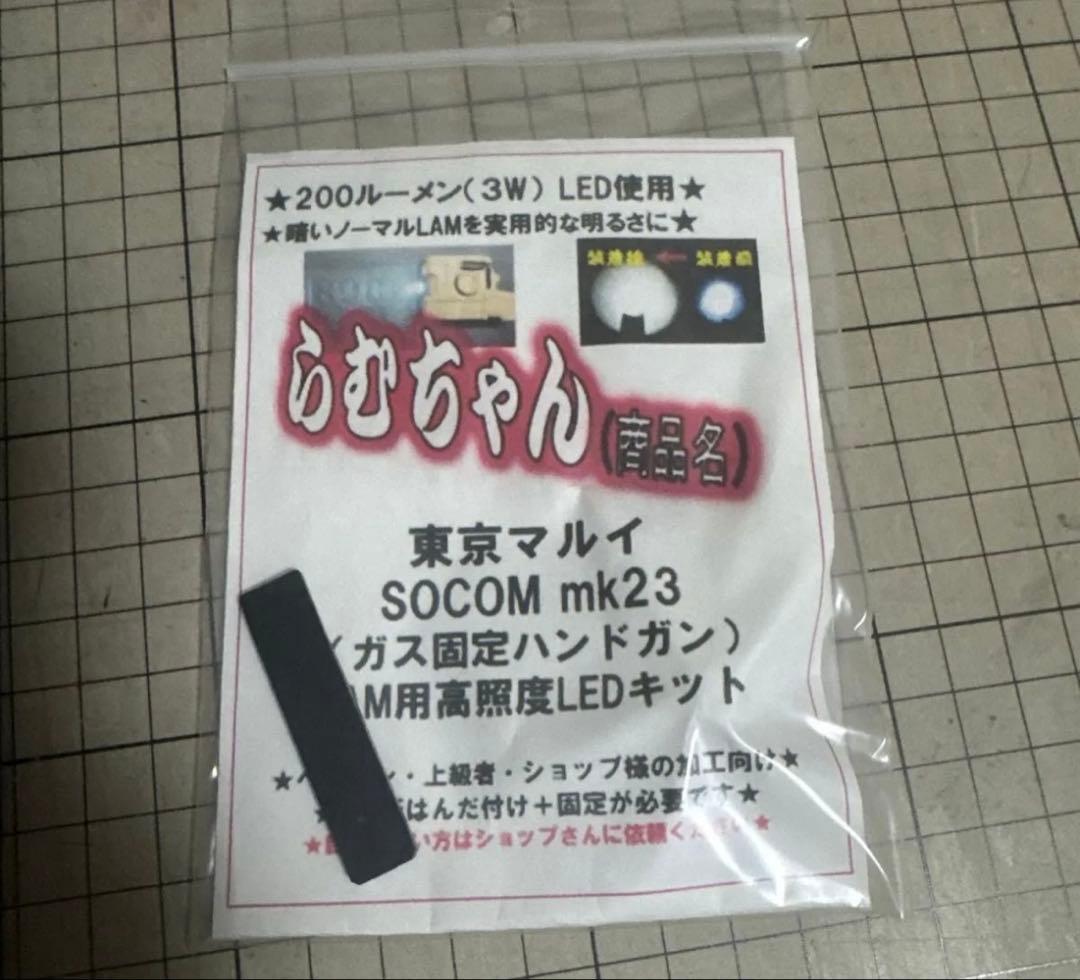 ★200ルーメン(3W) LED使用★
★暗いノーマルLAMを実用的な明るさに★
装着後 ← 装着前
らむちゃん(商品名)
東京マルイ
SOCOM mk23
(ガス固定ハンドガン)
AM用高照度LEDキット
★ン・上級者・ショップ様の加工向け★
はんだ付け+固定が必要です★
★い方はショップさんに依頼ください★